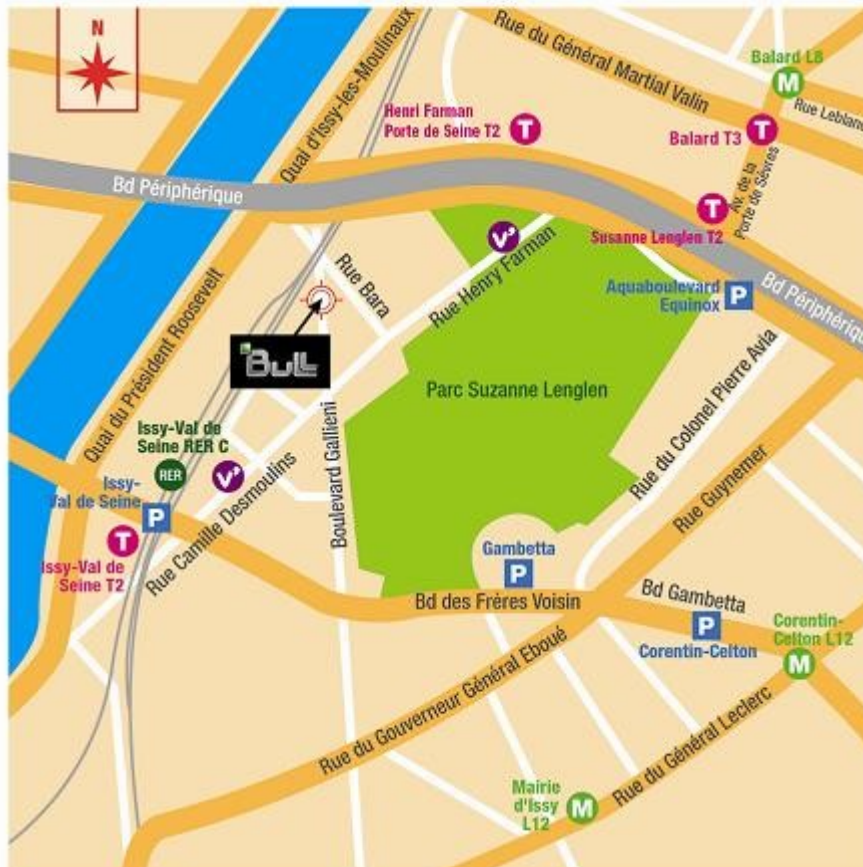 N
Quai d'Issy-les-Moulinaux
Rue du Général Martial Valin
Balard L8
M
Rue Leblanc
Henri Farman
Porte de Seine T2
T
Balard T3
T
Av. de la
Porte de Sèvres
Bd Périphérique
T
Susanne Lenglen T2
V'
Rue Henry Farman
Rue Bara
Aquaboulevard
Equinox
P
Bd Périphérique
Quai du Président Roosevelt
Bull
Parc Suzanne Lenglen
Rue du Colonel Pierre Avia
Issy-Val de
Seine RER C
RER
V'
Boulevard Gallieni
Rue Guynemer
Issy-
Val de Seine
P
T
Issy-Val de
Seine T2
Rue Camille Desmoulins
Gambetta
P
Bd des Frères Voisin
Bd Gambetta
P
Corentin-Celton
Corentin-
Celton L12
M
Rue du Gouverneur Général Eboué
Rue du Général Leclerc
Mairie
d'Issy
L12
M